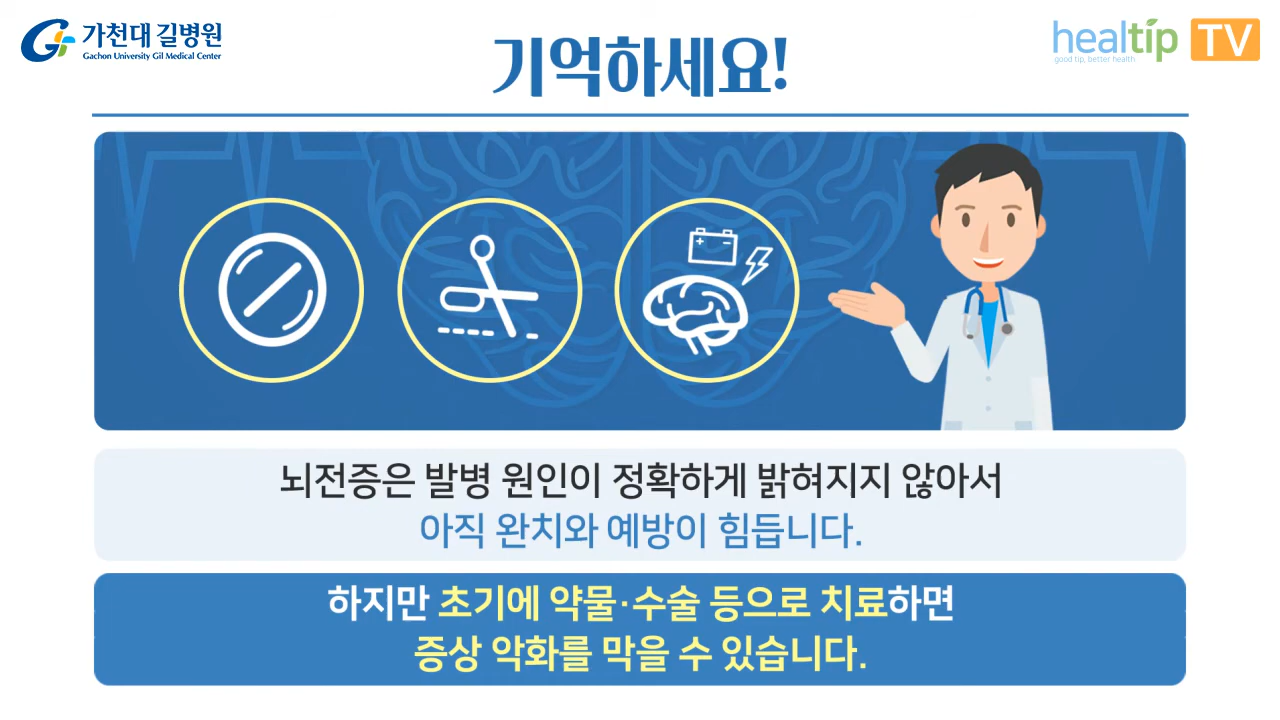 가천대 길병원
Gachon University Gil Medical Center
기억하세요!
healtip TV
good tip, better health
뇌전증은 발병 원인이 정확하게 밝혀지지 않아서
아직 완치와 예방이 힘듭니다.
하지만 초기에 약물·수술 등으로 치료하면
증상 악화를 막을 수 있습니다.